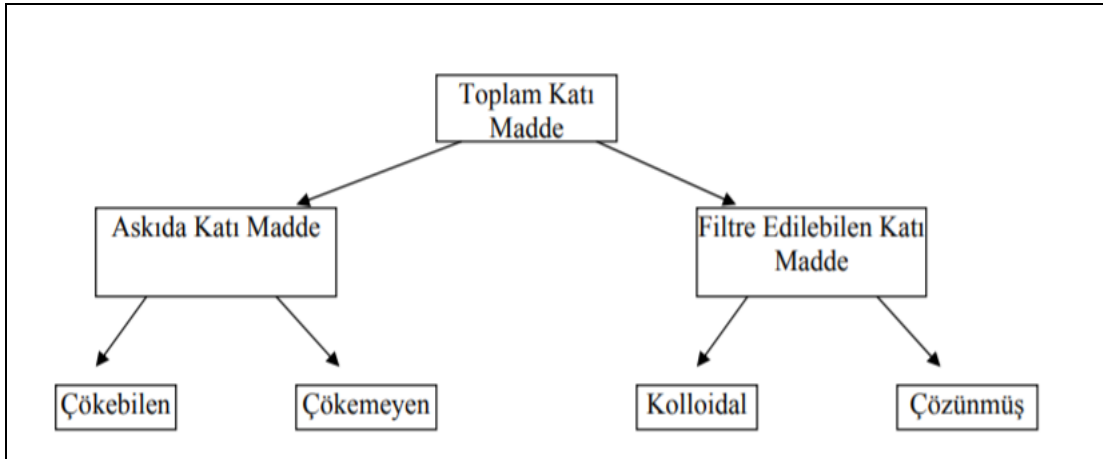 Toplam Katı
Madde
Askıda Katı Madde
Filtre Edilebilen Katı
Madde
Çökebilen
Çökemeyen
Kolloidal
Çözünmüş